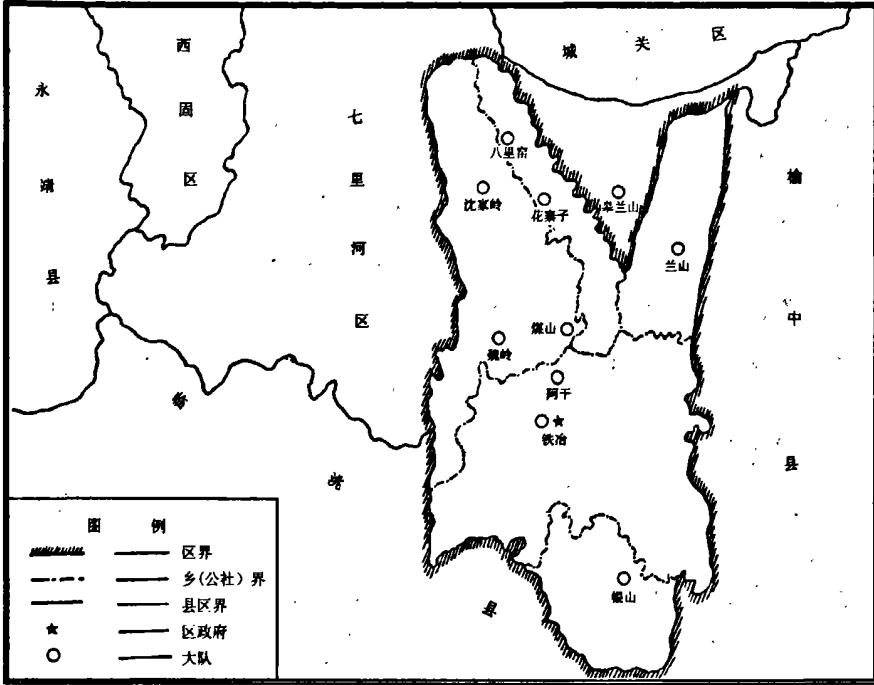 城关区
西固区
永靖县
七里河区
榆中县
八里窑
沈家岭
花寨子
皋兰山
兰山
煤山
魏岭
阿干
铁冶
银山
县
图例
区界
乡(公社)界
县区界
区政府
大队